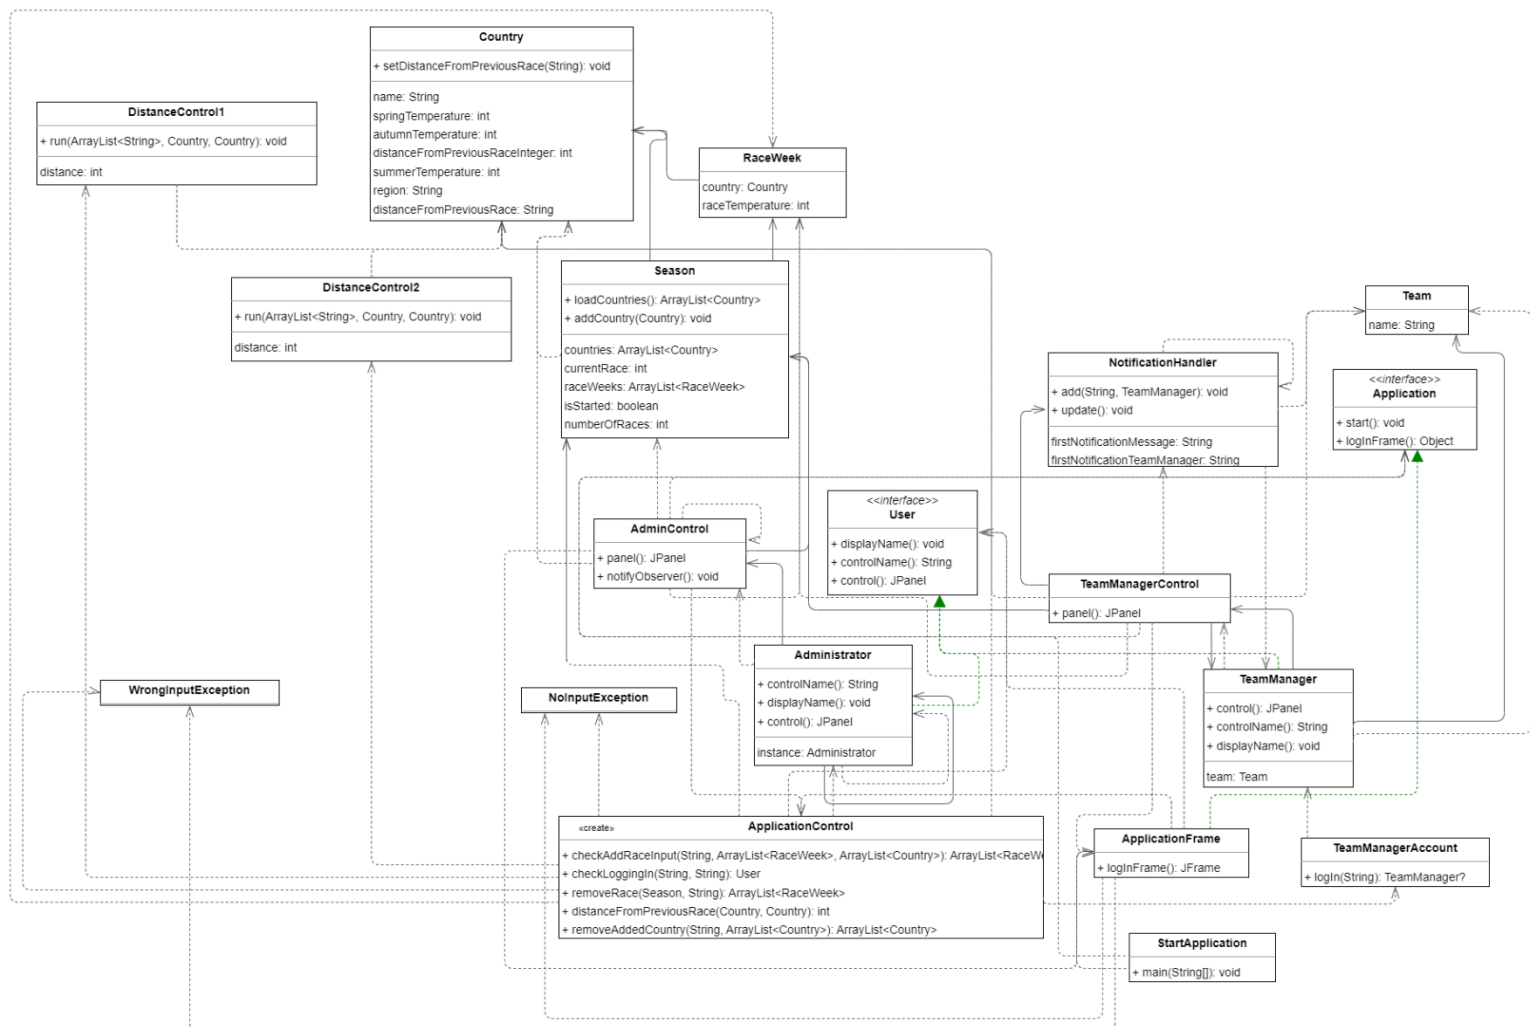 Country
+ setDistanceFromPreviousRace(String): void
name: String
springTemperature: int
autumnTemperature: int
distanceFromPreviousRaceInteger: int
summerTemperature: int
region: String
distanceFromPreviousRace: String
DistanceControl1
+ run(ArrayList<String>, Country, Country): void
distance: int
RaceWeek
country: Country
raceTemperature: int
DistanceControl2
+ run(ArrayList<String>, Country, Country): void
distance: int
Season
+ loadCountries(): ArrayList<Country>
+ addCountry(Country): void
countries: ArrayList<Country>
currentRace: int
raceWeeks: ArrayList<RaceWeek>
isStarted: boolean
numberOfRaces: int
Team
name: String
NotificationHandler
+ add(String, TeamManager): void
+ update(): void
firstNotificationMessage: String
firstNotificationTeamManager: String
<<interface>>
Application
+ start(): void
+ logInFrame(): Object
<<interface>>
User
+ displayName(): void
+ controlName(): String
+ control(): JPanel
AdminControl
+ panel(): JPanel
+ notifyObserver(): void
TeamManagerControl
+ panel(): JPanel
Administrator
+ controlName(): String
+ displayName(): void
+ control(): JPanel
instance: Administrator
TeamManager
+ control(): JPanel
+ controlName(): String
+ displayName(): void
team: Team
WrongInputException
NoInputException
«create»
ApplicationControl
+ checkAddRaceInput(String, ArrayList<RaceWeek>, ArrayList<Country>): ArrayList<RaceW
+ checkLoggingIn(String, String): User
+ removeRace(Season, String): ArrayList<RaceWeek>
+ distanceFromPreviousRace(Country, Country): int
+ removeAddedCountry(String, ArrayList<Country>): ArrayList<Country>
ApplicationFrame
+ logInFrame(): JFrame
TeamManagerAccount
+ logIn(String): TeamManager?
StartApplication
+ main(String[]): void